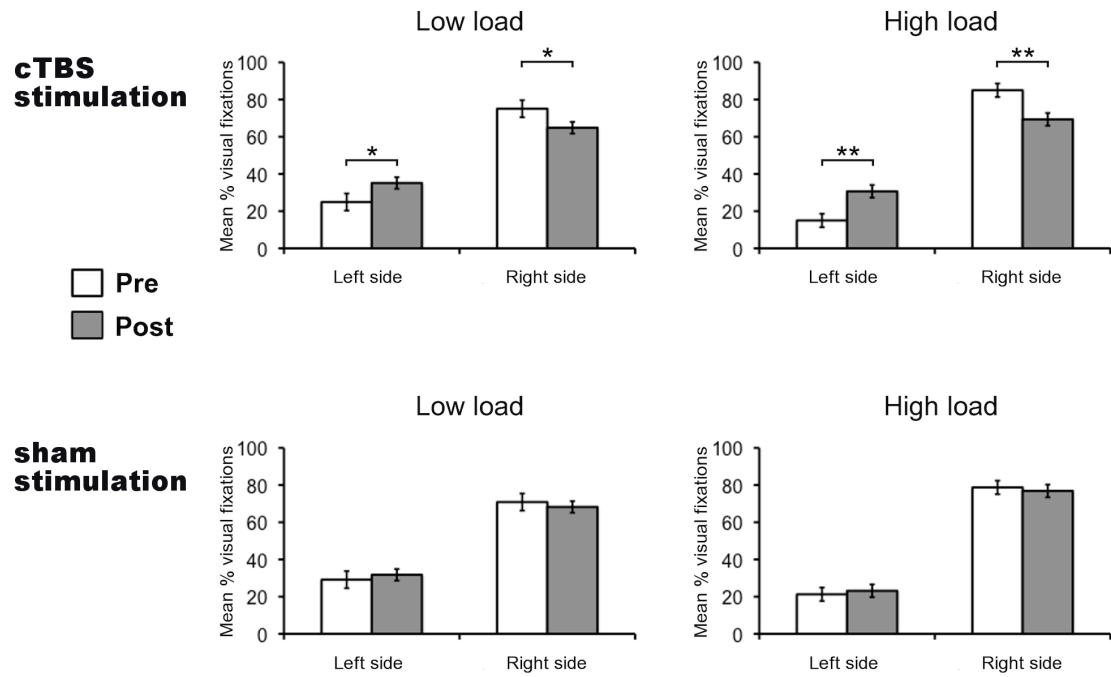 Low load
High load
cTBS
stimulation
Mean % visual fixations
100
80
60
40
20
0
*
*
Left side
Right side
Mean % visual fixations
100
80
60
40
20
0
**
**
Left side
Right side
Pre
Post
Low load
High load
sham
stimulation
Mean % visual fixations
100
80
60
40
20
0
Left side
Right side
Mean % visual fixations
100
80
60
40
20
0
Left side
Right side